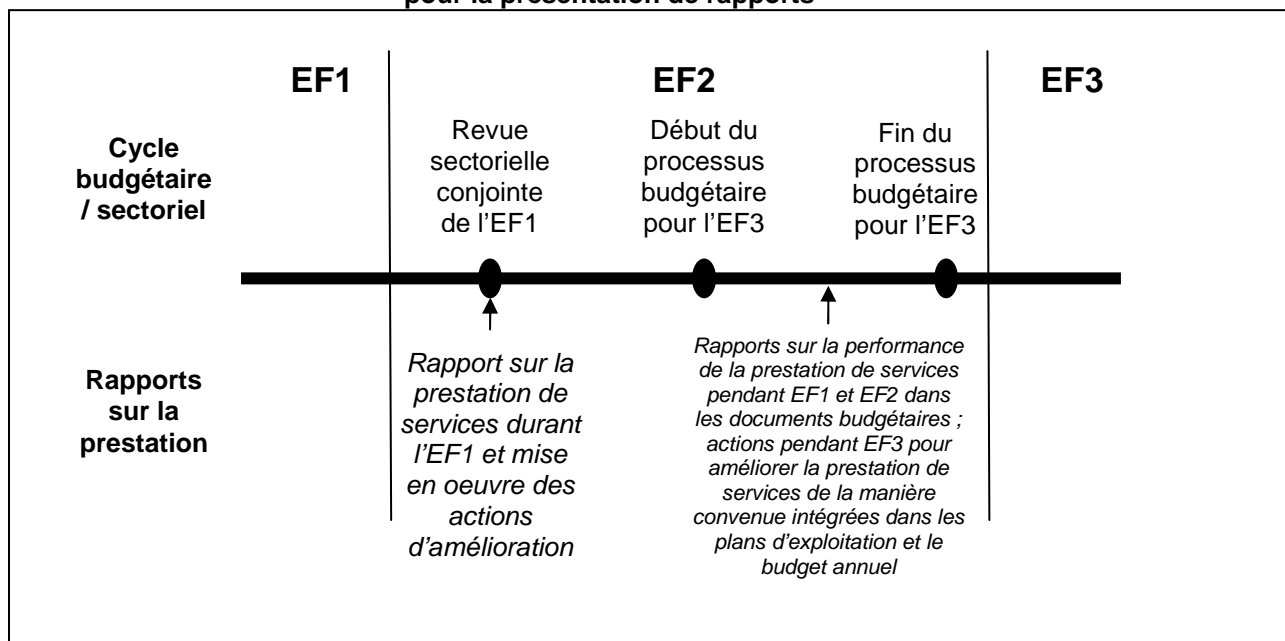 pour la présentation de rapports
EF1
EF2
EF3
Cycle
budgétaire
/ sectoriel
Revue
sectorielle
conjointe
de l’EF1
Début du
processus
budgétaire
pour l’EF3
Fin du
processus
budgétaire
pour l’EF3
Rapports
sur la
prestation
Rapport sur la
prestation de
services durant
l’EF1 et mise
en oeuvre des
actions
d’amélioration
Rapports sur la performance
de la prestation de services
pendant EF1 et EF2 dans
les documents budgétaires ;
actions pendant EF3 pour
améliorer la prestation de
services de la manière
convenue intégrées dans les
plans d’exploitation et le
budget annuel